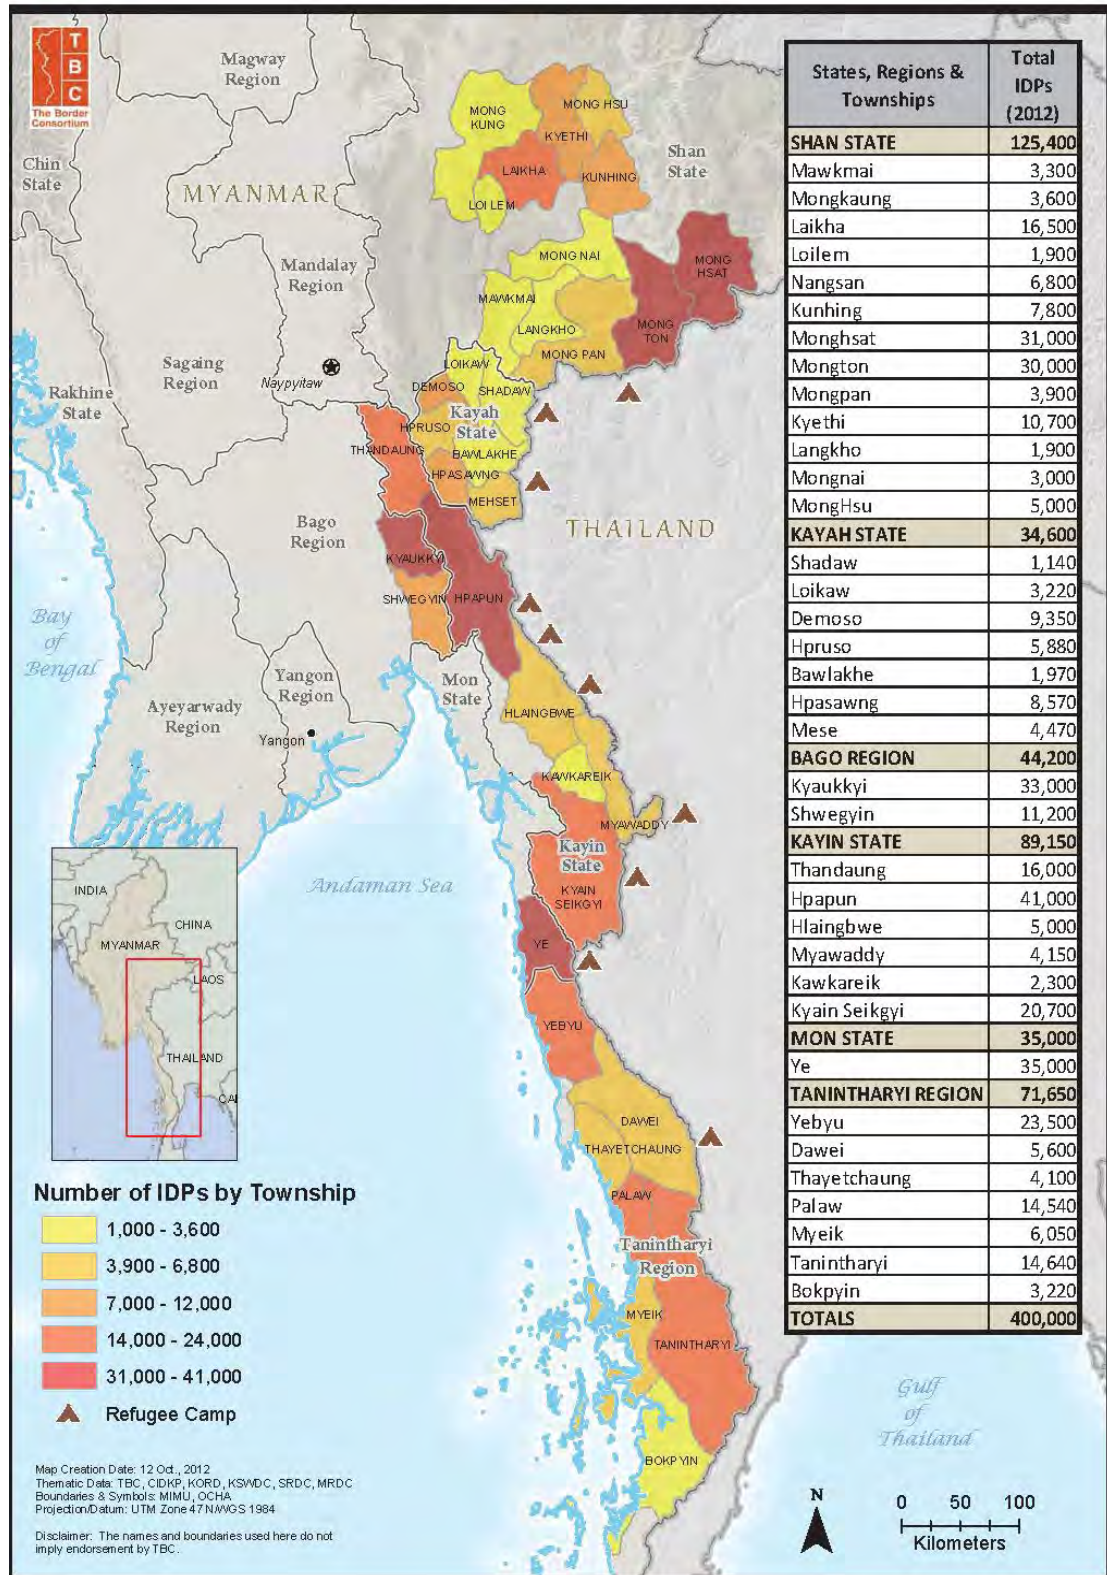 T
B
C
The Border
Consortium
Magway
Region
Chin
State
MYANMAR
Mandalay
Region
Sagaing
Region
Naypyitaw
Rakhine
State
Shan
State
MONG
KUNG
MONG HSU
KYETHI
LAIKHA
KUNHING
LOI LEM
MONG NAI
MONG
HSAT
MAWKMAI
LANGKHO
MONG
TON
MONG PAN
LOIKAW
DEMOSO
SHADAW
Kayah
State
HPRUSO
THANDAUNG
BAWLAKHE
HPASAWNG
MEHSET
THAILAND
Bago
Region
KYAUKKYI
SHWEGYIN
HPAPUN
Bay
of
Bengal
Yangon
Region
Mon
State
Ayeyarwady
Region
Yangon
HLAINGBWE
KAWKAREIK
MYAWADDY
Kayin
State
KYAIN
SEIKGYI
Andaman Sea
YE
YEBYU
DAWEI
THAYETCHAUNG
PALAW
Tanintharyi
Region
MYEIK
TANINTHARYI
BOKPYIN
Gulf
of
Thailand
INDIA
CHINA
MYANMAR
LAOS
THAILAND
CA
States, Regions & Townships Total IDPs (2012)
SHAN STATE 125,400
Mawkmai 3,300
Mongkaung 3,600
Laikha 16,500
Loilem 1,900
Nangsan 6,800
Kunhing 7,800
Monghsat 31,000
Mongton 30,000
Mongpan 3,900
Kyethi 10,700
Langkho 1,900
Mongnai 3,000
MongHsu 5,000
KAYAH STATE 34,600
Shadaw 1,140
Loikaw 3,220
Demoso 9,350
Hpruso 5,880
Bawlakhe 1,970
Hpasawng 8,570
Mese 4,470
BAGO REGION 44,200
Kyaukkyi 33,000
Shwegyin 11,200
KAYIN STATE 89,150
Thandaung 16,000
Hpapun 41,000
Hlaingbwe 5,000
Myawaddy 4,150
Kawkareik 2,300
Kyain Seikgyi 20,700
MON STATE 35,000
Ye 35,000
TANINTHARYI REGION 71,650
Yebyu 23,500
Dawei 5,600
Thayetchaung 4,100
Palaw 14,540
Myeik 6,050
Tanintharyi 14,640
Bokpyin 3,220
TOTALS 400,000
Number of IDPs by Township
1,000 - 3,600
3,900 - 6,800
7,000 - 12,000
14,000 - 24,000
31,000 - 41,000
Refugee Camp
Map Creation Date: 12 Oct., 2012
Thematic Data: TBC, CIDKP, KORD, KSWDC, SRDC, MRDC
Boundaries & Symbols: MIMU, OCHA
Projection/Datum: UTM Zone 47 N/WGS 1984
Disclaimer: The names and boundaries used here do not
imply endorsement by TBC.
N
0 50 100
Kilometers